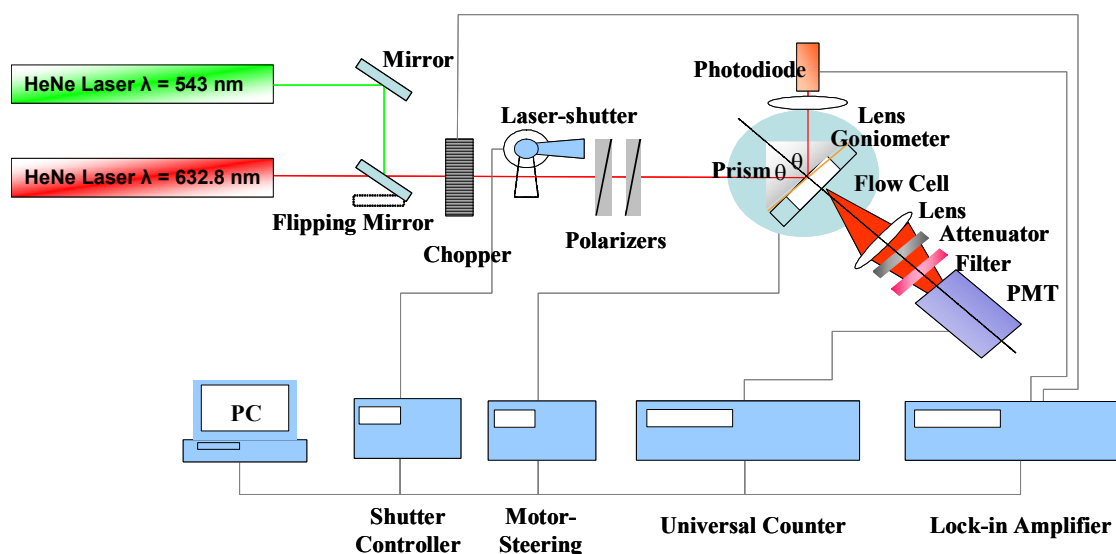 HeNe Laser λ = 543 nm
Mirror
HeNe Laser λ = 632.8 nm
Flipping Mirror
Chopper
Laser-shutter
Polarizers
Photodiode
Lens
Goniometer
Prism
θ
θ
Flow Cell
Lens
Attenuator
Filter
PMT
PC
Shutter
Controller
Motor-
Steering
Universal Counter
Lock-in Amplifier